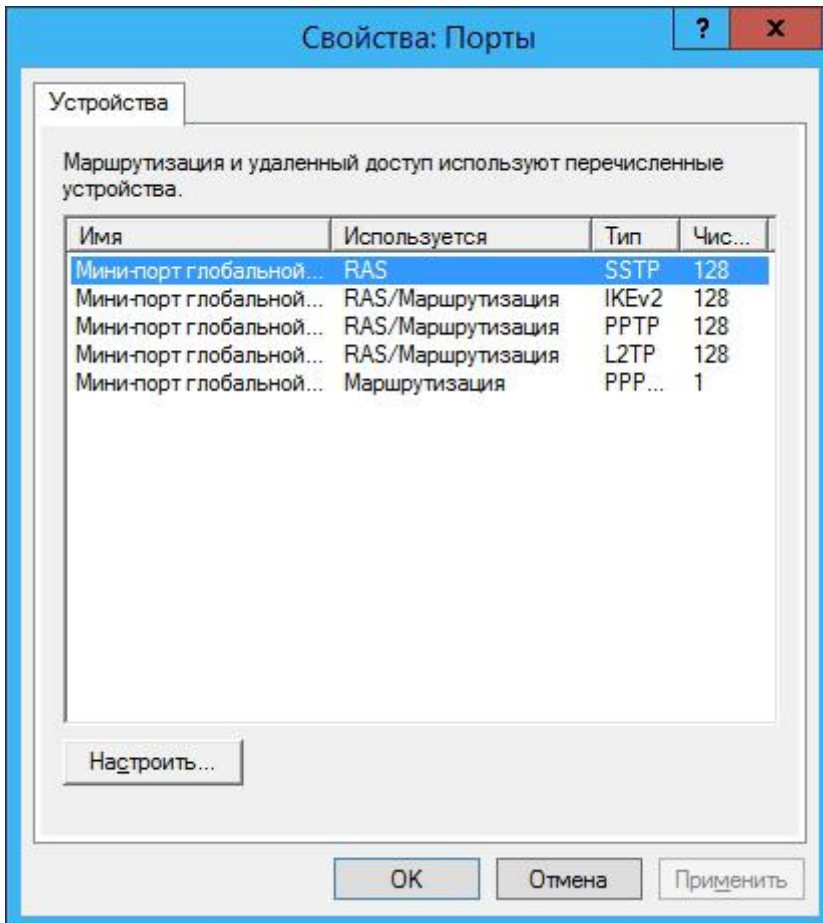 Свойства: Порты
? x
Устройства
Маршрутизация и удаленный доступ используют перечисленные
устройства.
Имя Используется Тип Чис...
Мини-порт глобальной... RAS SSTP 128
Мини-порт глобальной... RAS/Маршрутизация IKEv2 128
Мини-порт глобальной... RAS/Маршрутизация PPTP 128
Мини-порт глобальной... RAS/Маршрутизация L2TP 128
Мини-порт глобальной... Маршрутизация PPP... 1
Настроить...
OK Отмена Применить